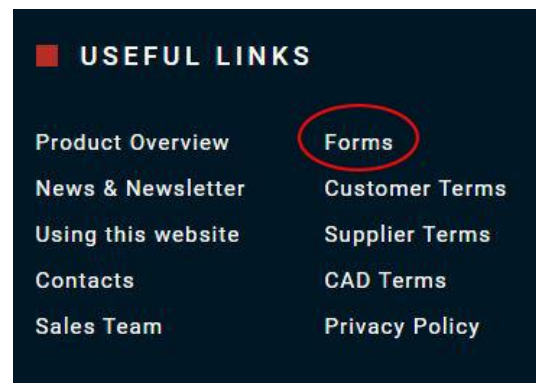 USEFUL LINKS
Product Overview
News & Newsletter
Using this website
Contacts
Sales Team
Forms
Customer Terms
Supplier Terms
CAD Terms
Privacy Policy